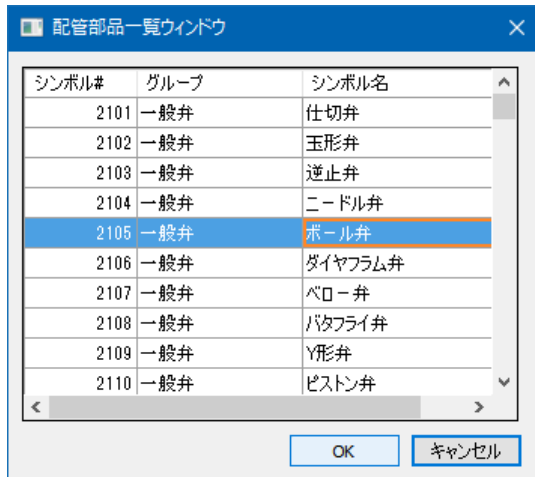 配管部品一覧ウィンドウ
シンボル# グループ シンボル名
2101 一般弁 仕切弁
2102 一般弁 玉形弁
2103 一般弁 逆止弁
2104 一般弁 ニードル弁
2105 一般弁 ボール弁
2106 一般弁 ダイヤフラム弁
2107 一般弁 ベロー弁
2108 一般弁 バタフライ弁
2109 一般弁 Y形弁
2110 一般弁 ピストン弁
OK キャンセル